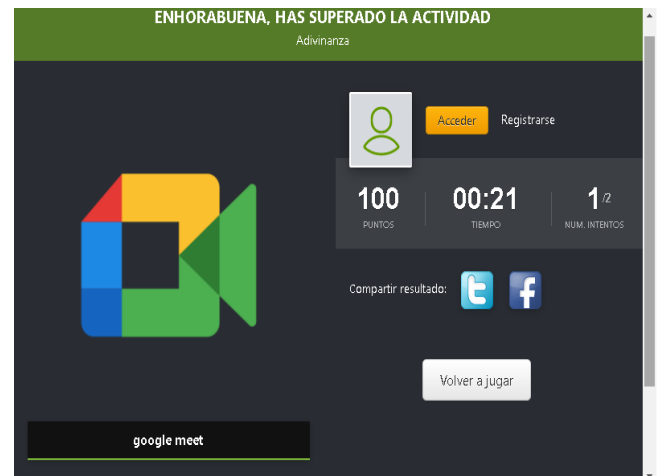 ENHORABUENA, HAS SUPERADO LA ACTIVIDAD
Adivinanza
Acceder
Registrarse
100
PUNTOS
00:21
TIEMPO
1/2
NUM. INTENTOS
Compartir resultado:
Volver a jugar
google meet